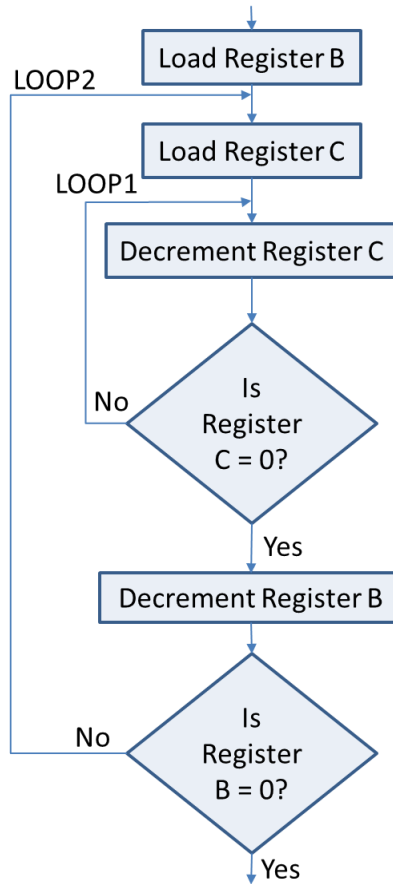 Load Register B
LOOP2
Load Register C
LOOP1
Decrement Register C
Is
Register
C = 0?
No
Yes
Decrement Register B
Is
Register
B = 0?
No
Yes